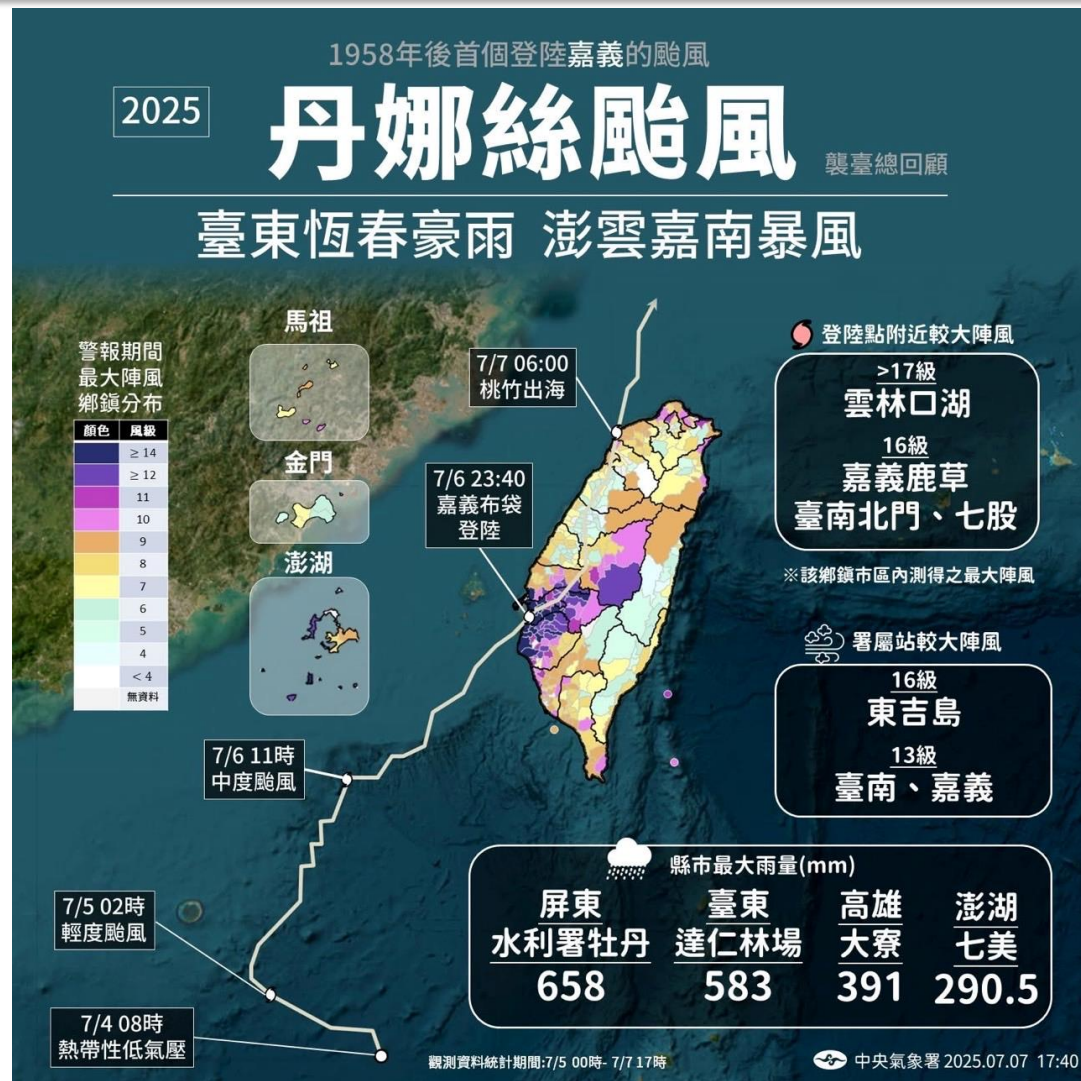 1958年後首個登陸嘉義的颱風
2025
丹娜絲颱風
襲臺總回顧
臺東恆春豪雨 澎雲嘉南暴風
警報期間
最大陣風
鄉鎮分布
顏色 風級
≥ 14
≥ 12
11
10
9
8
7
6
5
4
< 4
無資料
馬祖
金門
澎湖
7/7 06:00
桃竹出海
7/6 23:40
嘉義布袋
登陸
7/6 11時
中度颱風
7/5 02時
輕度颱風
7/4 08時
熱帶性低氣壓
登陸點附近較大陣風
>17級
雲林口湖
16級
嘉義鹿草
臺南北門、七股
※該鄉鎮市區內測得之最大陣風
署屬站較大陣風
16級
東吉島
13級
臺南、嘉義
縣市最大雨量(mm)
屏東 臺東 高雄 澎湖
水利署牡丹 達仁林場 大寮 七美
658 583 391 290.5
觀測資料統計期間:7/5 00時- 7/7 17時
中央氣象署 2025.07.07 17:40